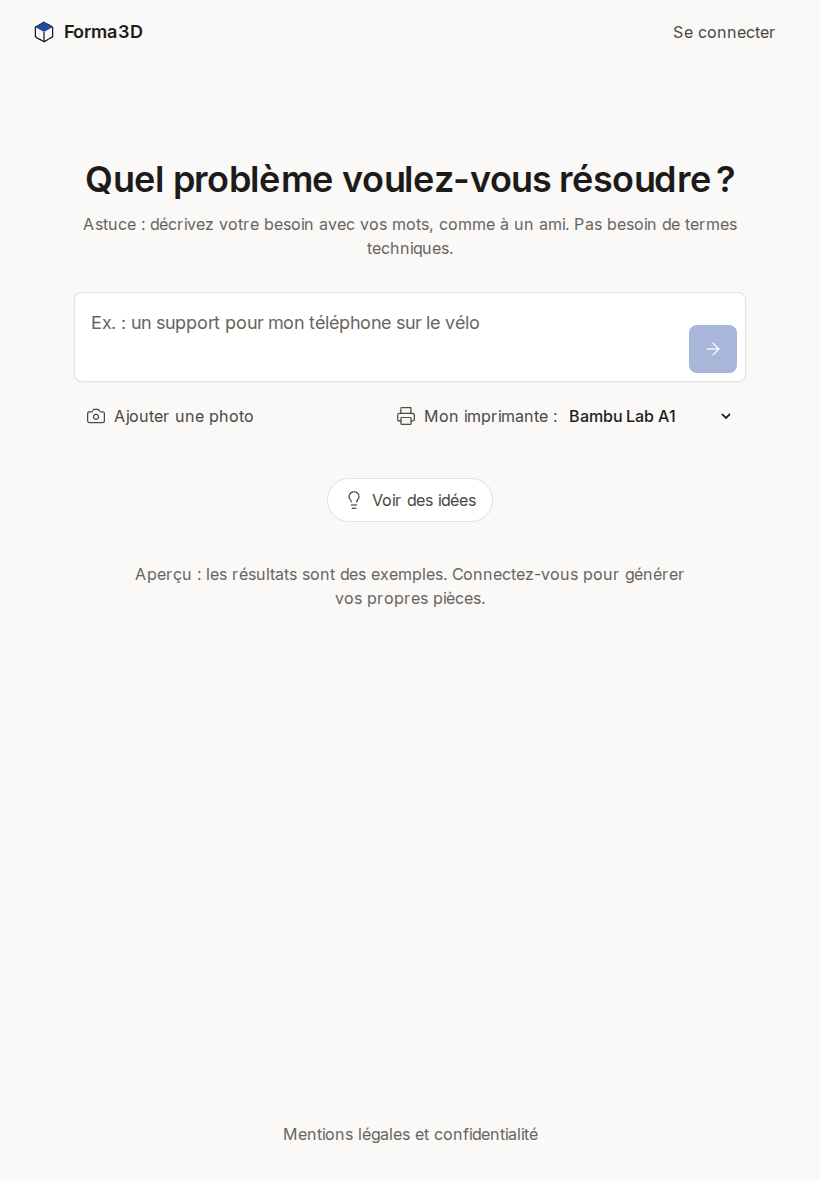 Forma3D
Se connecter
Quel problème voulez-vous résoudre ?
Astuce : décrivez votre besoin avec vos mots, comme à un ami. Pas besoin de termes
techniques.
Ex. : un support pour mon téléphone sur le vélo
Ajouter une photo
Mon imprimante : Bambu Lab A1
Voir des idées
Aperçu : les résultats sont des exemples. Connectez-vous pour générer
vos propres pièces.
Mentions légales et confidentialité